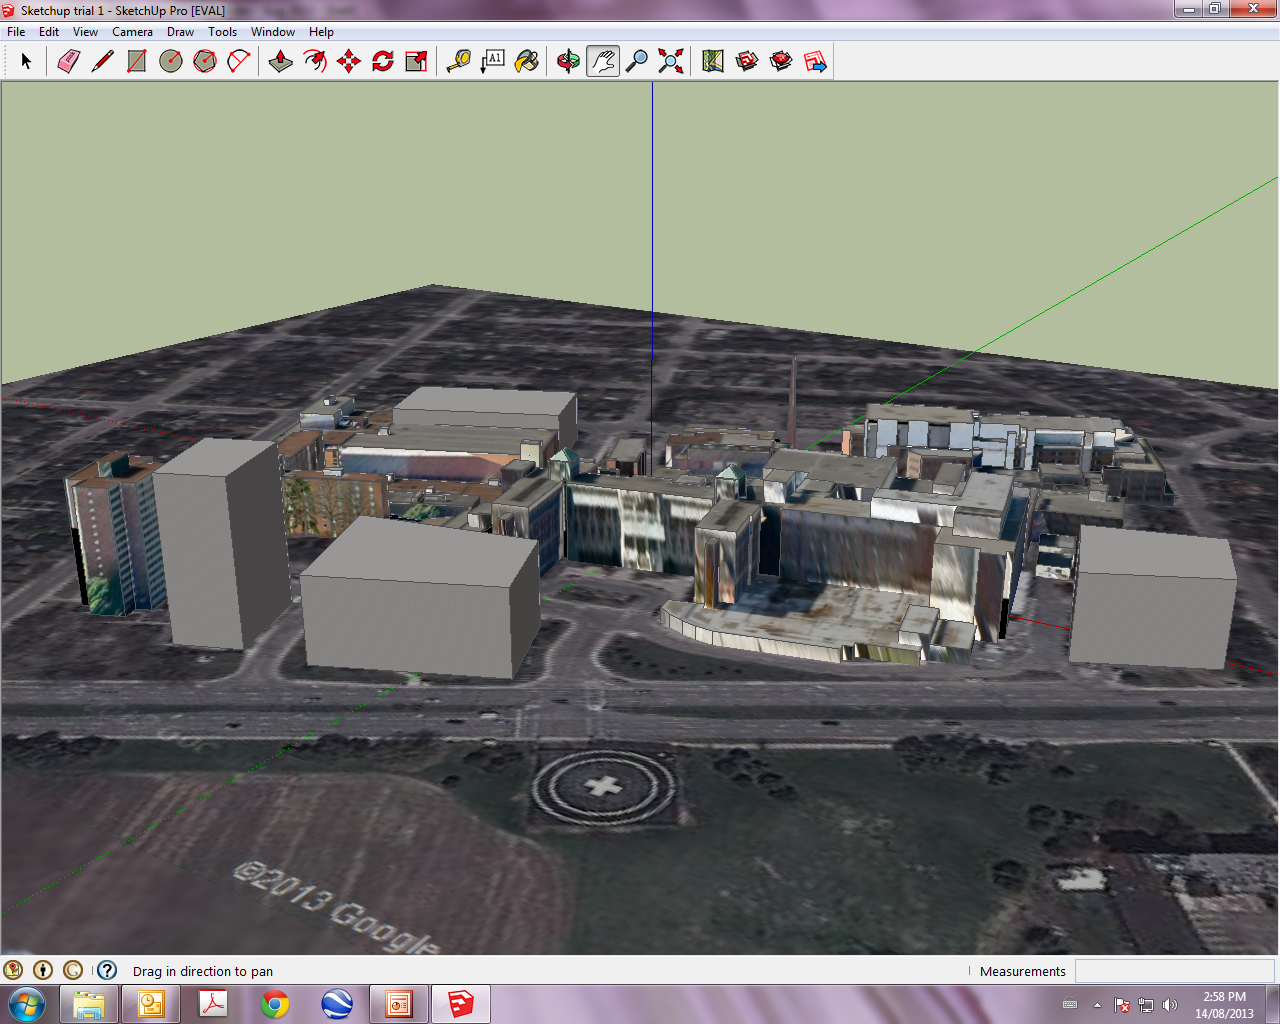 Sketchup trial 1 - SketchUp Pro [EVAL]
File Edit View Camera Draw Tools Window Help
A1
©2013 Google
Drag in direction to pan
Measurements
2:58 PM
14/08/2013